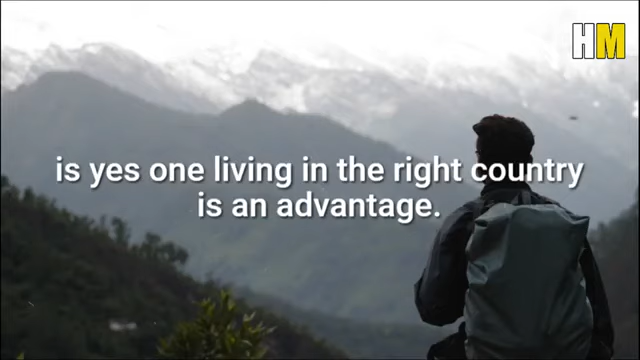 HM
is yes one living in the right country
is an advantage.